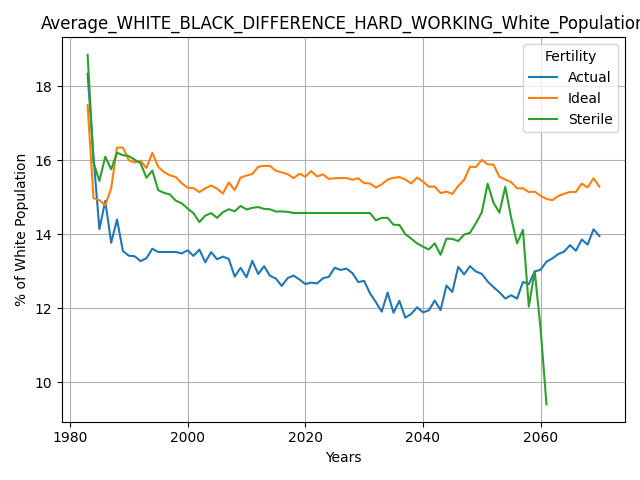 Average_WHITE_BLACK_DIFFERENCE_HARD_WORKING_White_Population
Fertility
Actual
Ideal
Sterile
18
16
14
12
10
% of White Population
1980
2000
2020
2040
2060
Years